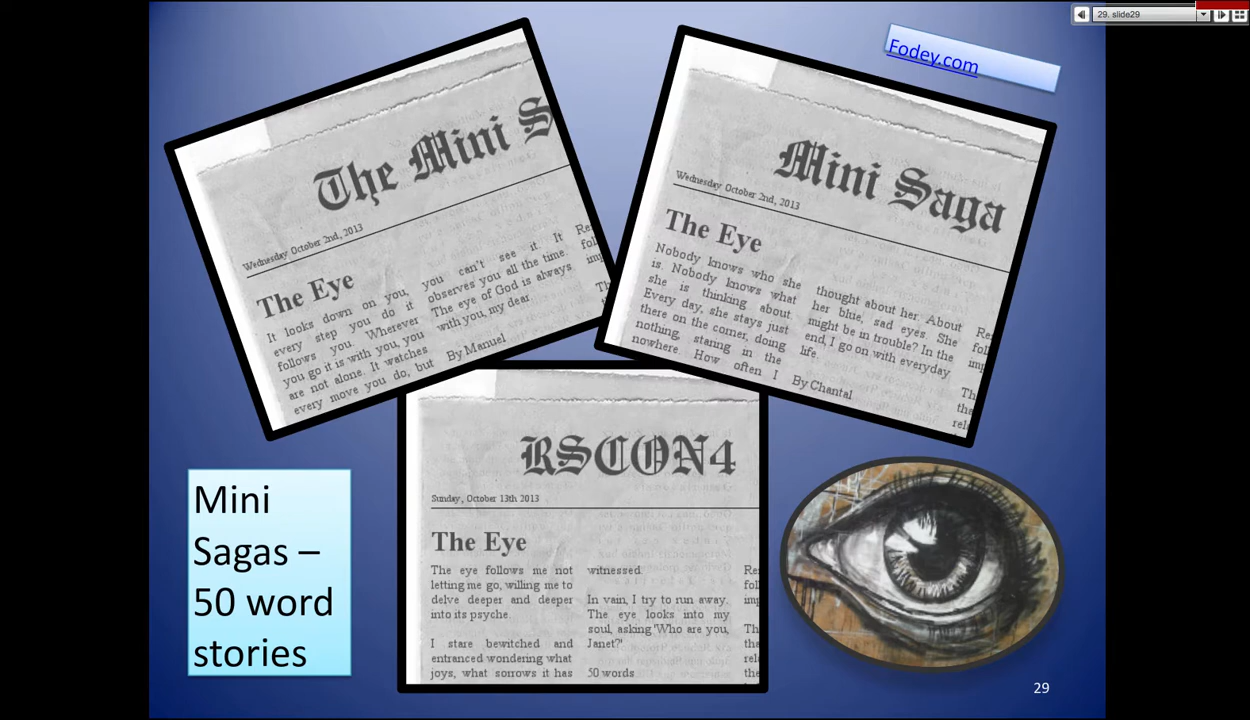 29. slide29
Fodey.com
The Mini S
Wednesday October 2nd, 2013
The Eye
It looks down on you,
every step you do it
follows you. Wherever
you go it is with you, you
are not alone. It watches
every move you do, but
you can't see it. It
observes you all the time.
The eye of God is always
with you, my dear
By Manuel
Mini Saga
Wednesday October 2nd, 2013
The Eye
Nobody knows who she
is. Nobody knows what
she is thinking about
Every day, she stays just
there on the corner, doing
nothing, staring in the
nowhere. How often I
thought about her. About
her blue, sad eyes. She
might be in trouble? In the
end, I go on with everyday
life.
By Chantal
RSCON4
Sunday, October 13th 2013
The Eye
The eye follows me not
letting me go, willing me to
delve deeper and deeper
into its psyche.
I stare bewitched and
entranced wondering what
joys, what sorrows it has
witnessed.
In vain, I try to run away.
The eye looks into my
soul, asking 'Who are you,
Janet?'
50 words
Mini
Sagas –
50 word
stories
29